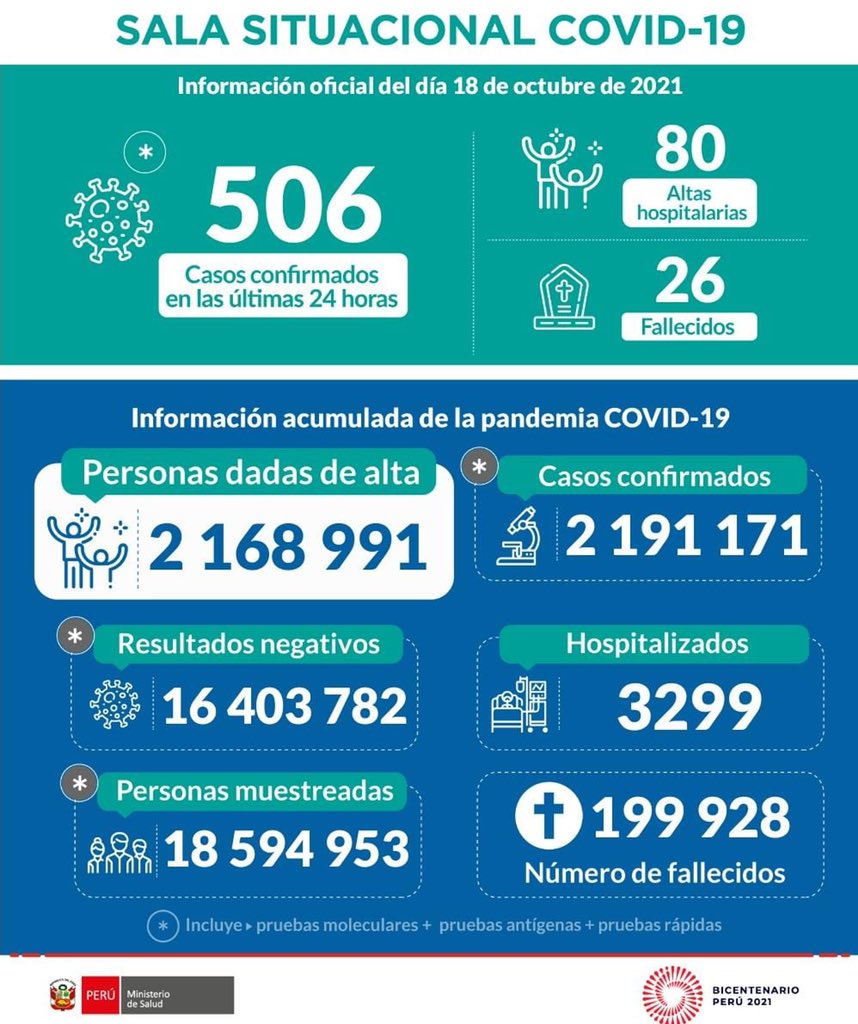 SALA SITUACIONAL COVID-19
Información oficial del día 18 de octubre de 2021
*
506
Casos confirmados
en las últimas 24 horas
80
Altas
hospitalarias
26
Fallecidos
Información acumulada de la pandemia COVID-19
Personas dadas de alta
2 168 991
*
Casos confirmados
2 191 171
*
Resultados negativos
16 403 782
Hospitalizados
3299
*
Personas muestreadas
18 594 953
199 928
Número de fallecidos
* Incluye ▸ pruebas moleculares + pruebas antígenas + pruebas rápidas
PERÚ
Ministerio
de Salud
BICENTENARIO
PERÚ 2021